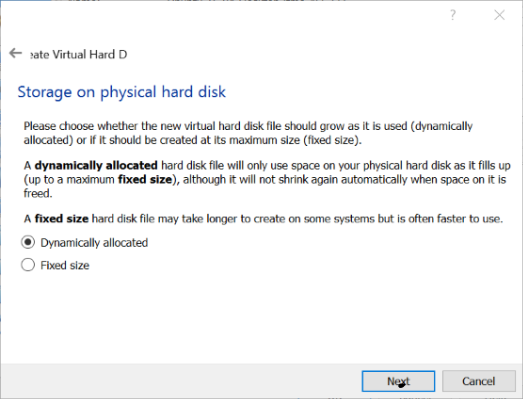 ?
eate Virtual Hard D
Storage on physical hard disk
Please choose whether the new virtual hard disk file should grow as it is used (dynamically
allocated) or if it should be created at its maximum size (fixed size).
A dynamically allocated hard disk file will only use space on your physical hard disk as it fills up
(up to a maximum fixed size), although it will not shrink again automatically when space on it is
freed.
A fixed size hard disk file may take longer to create on some systems but is often faster to use.
Dynamically allocated
Fixed size
Next Cancel